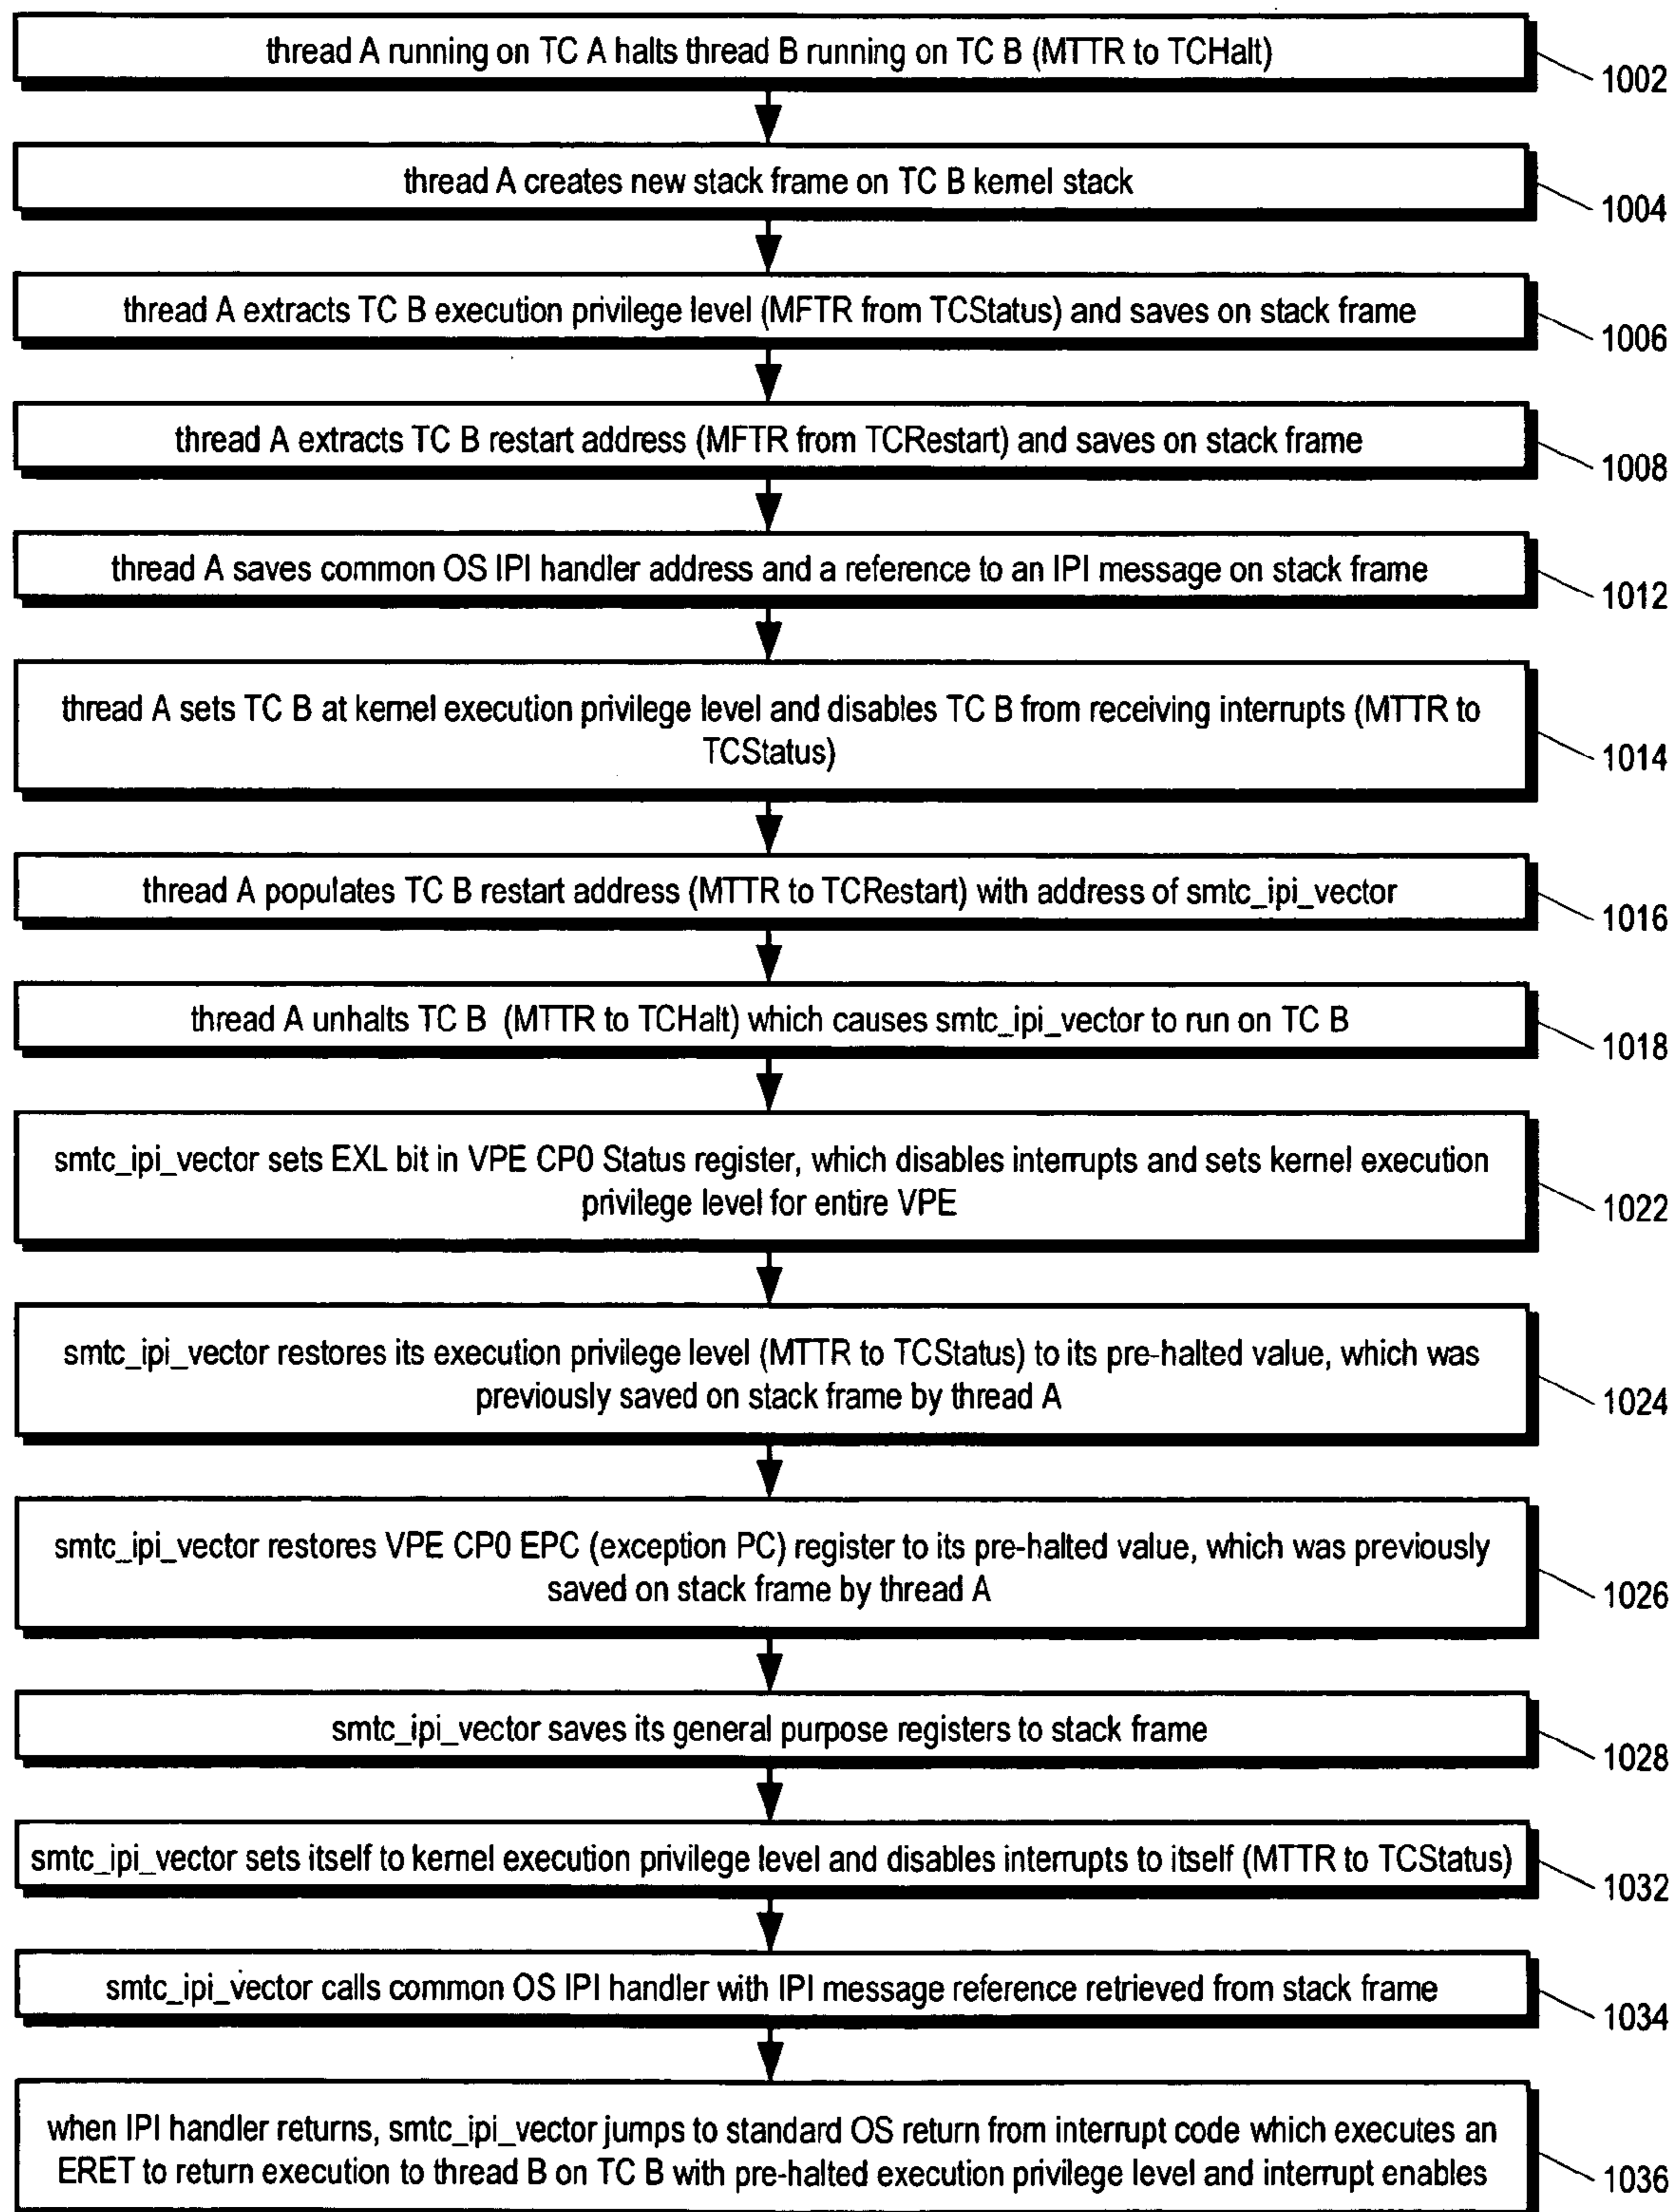 thread A running on TC A halts thread B running on TC B (MTTR to TCHalt)
1002
thread A creates new stack frame on TC B kernel stack
1004
thread A extracts TC B execution privilege level (MFTR from TCStatus) and saves on stack frame
1006
thread A extracts TC B restart address (MFTR from TCRestart) and saves on stack frame
1008
thread A saves common OS IPI handler address and a reference to an IPI message on stack frame
1012
thread A sets TC B at kernel execution privilege level and disables TC B from receiving interrupts (MTTR to
TCStatus)
1014
thread A populates TC B restart address (MTTR to TCRestart) with address of smtc_ipi_vector
1016
thread A unhalts TC B (MTTR to TCHalt) which causes smtc_ipi_vector to run on TC B
1018
smtc_ipi_vector sets EXL bit in VPE CP0 Status register, which disables interrupts and sets kernel execution
privilege level for entire VPE
1022
smtc_ipi_vector restores its execution privilege level (MTTR to TCStatus) to its pre-halted value, which was
previously saved on stack frame by thread A
1024
smtc_ipi_vector restores VPE CP0 EPC (exception PC) register to its pre-halted value, which was previously
saved on stack frame by thread A
1026
smtc_ipi_vector saves its general purpose registers to stack frame
1028
smtc_ipi_vector sets itself to kernel execution privilege level and disables interrupts to itself (MTTR to TCStatus)
1032
smtc_ipi_vector calls common OS IPI handler with IPI message reference retrieved from stack frame
1034
when IPI handler returns, smtc_ipi_vector jumps to standard OS return from interrupt code which executes an
ERET to return execution to thread B on TC B with pre-halted execution privilege level and interrupt enables
1036